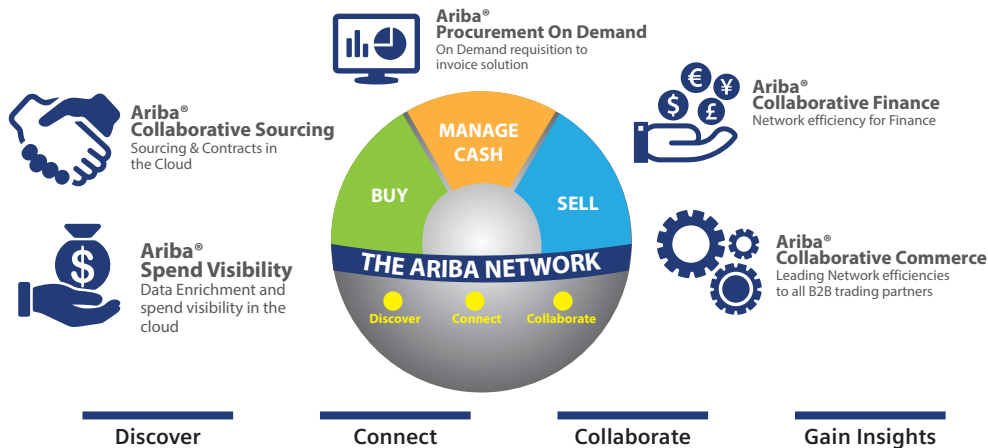 Ariba®
Procurement On Demand
On Demand requisition to
invoice solution
Ariba®
Collaborative Sourcing
Sourcing & Contracts in
the Cloud
Ariba®
Collaborative Finance
Network efficiency for Finance
$
€
¥
£
MANAGE
CASH
BUY
SELL
Ariba®
Spend Visibility
Data Enrichment and
spend visibility in the
cloud
$
Ariba®
Collaborative Commerce
Leading Network efficiencies
to all B2B trading partners
THE ARIBA NETWORK
Discover
Connect
Collaborate
Discover
Connect
Collaborate
Gain Insights